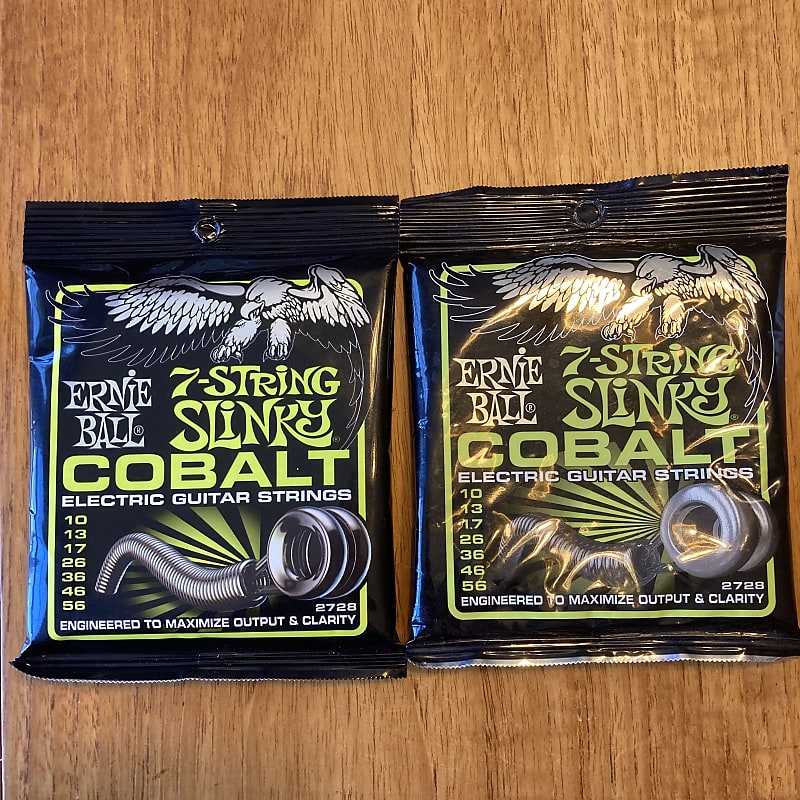 ERNIE
BALL®
7-STRING
SLINKY®
COBALT
ELECTRIC GUITAR STRINGS
10
13
17
26
36
46
56
2728
ENGINEERED TO MAXIMIZE OUTPUT & CLARITY
ERNIE
BALL®
7-STRING
SLINKY®
COBALT
ELECTRIC GUITAR STRINGS
10
13
17
26
36
46
56
2728
ENGINEERED TO MAXIMIZE OUTPUT & CLARITY